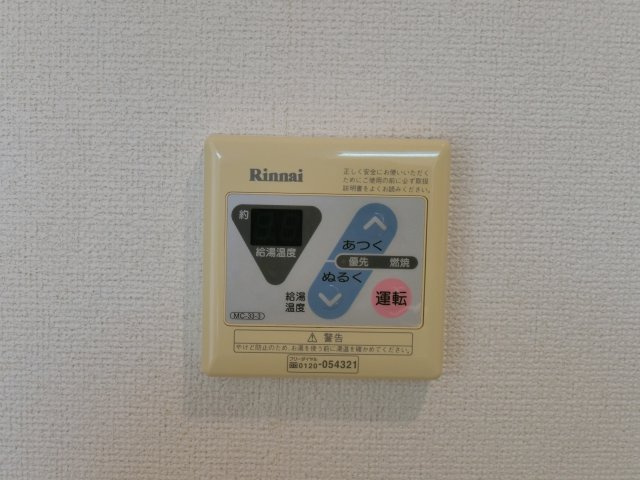 Rinnai
正しく安全にお使いいただく
ためにご使用の前に必ず取扱
説明書をよくお読みください。
約
給湯温度
あつく
優先 燃焼
ぬるく
給湯
温度
運転
MC-33-3
⚠ 警告
やけど防止のため、お湯を使う前に湯温を確かめてください。
フリーダイヤル
0120-054321